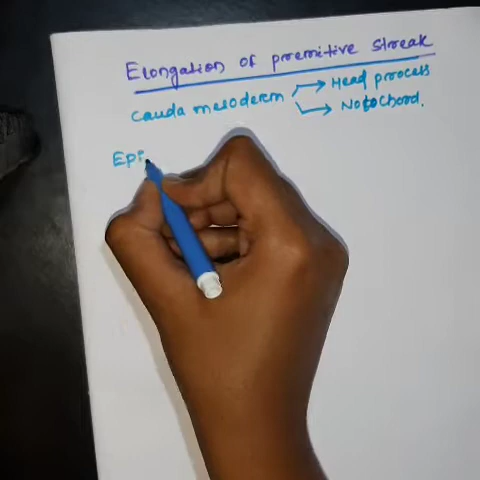 Elongation of premitive Streak
Cauda mesoderm → Head process
→ Notochord.
Epi